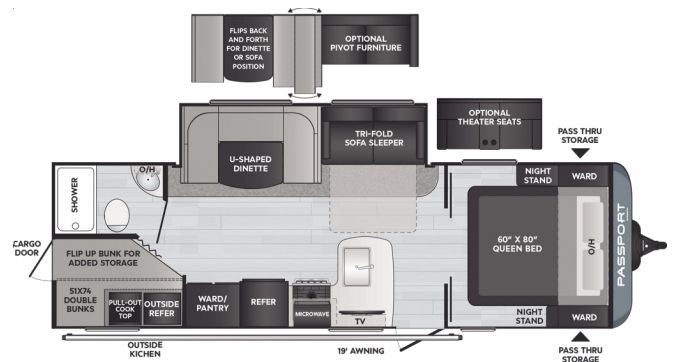 FLIPS BACK
AND FORTH
FOR DINETTE
OR SOFA
POSITION
OPTIONAL
PIVOT FURNITURE
OPTIONAL
THEATER SEATS
PASS THRU
STORAGE
TRI-FOLD
SOFA SLEEPER
U-SHAPED
DINETTE
O/H
SHOWER
NIGHT
STAND
WARD
60" X 80"
QUEEN BED
O/H
PASSPORT
CARGO
DOOR
FLIP UP BUNK FOR
ADDED STORAGE
51X74
DOUBLE
BUNKS
PULL-OUT
COOK
TOP
OUTSIDE
REFER
WARD/
PANTRY
REFER
MICROWAVE
TV
NIGHT
STAND
WARD
OUTSIDE
KICHEN
19' AWNING
PASS THRU
STORAGE